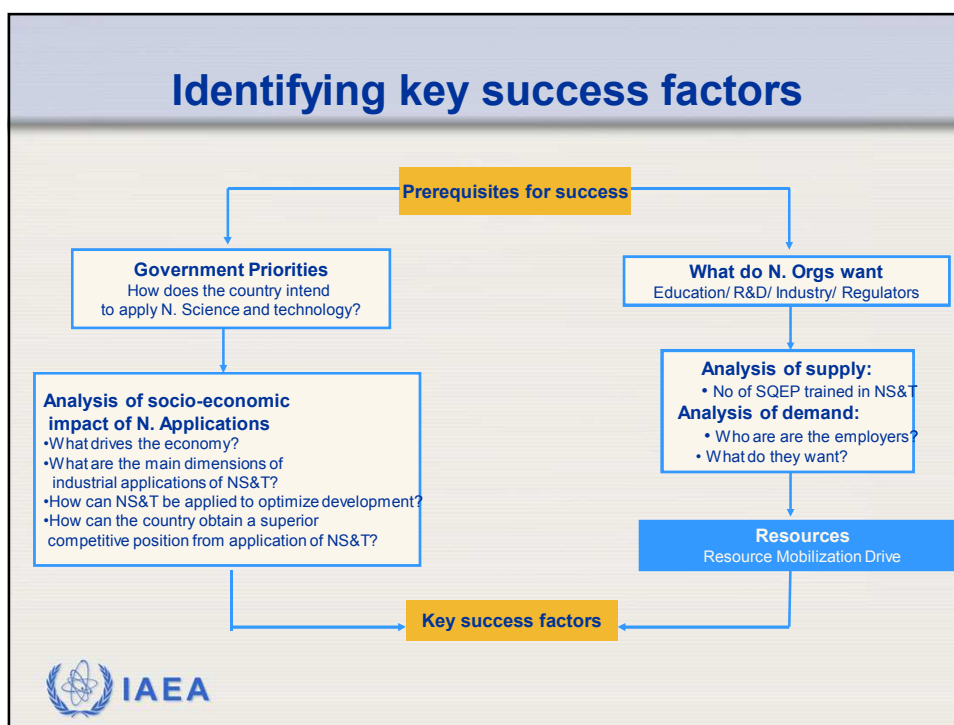 Identifying key success factors
Prerequisites for success
Government Priorities
How does the country intend
to apply N. Science and technology?
Analysis of socio-economic
impact of N. Applications
•What drives the economy?
•What are the main dimensions of
industrial applications of NS&T?
•How can NS&T be applied to optimize development?
•How can the country obtain a superior
competitive position from application of NS&T?
What do N. Orgs want
Education/ R&D/ Industry/ Regulators
Analysis of supply:
• No of SQEP trained in NS&T
Analysis of demand:
• Who are are the employers?
• What do they want?
Resources
Resource Mobilization Drive
Key success factors
IAEA